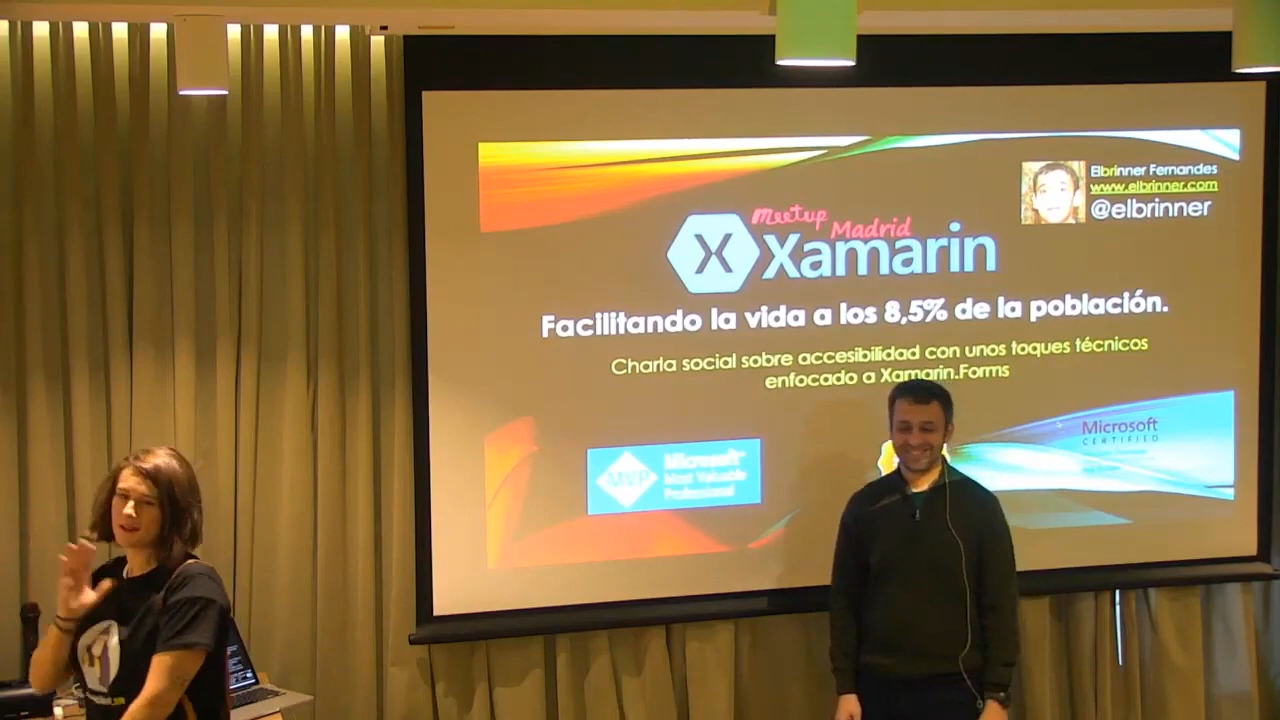 Elbrinner Fernandes
www.elbrinner.com
@elbrinner
Meetup
Madrid
X Xamarin
Facilitando la vida a los 8,5% de la población.
Charla social sobre accesibilidad con unos toques técnicos
enfocado a Xamarin.Forms
MVP
Microsoft
Most Valuable
Professional
Microsoft
CERTIFIED